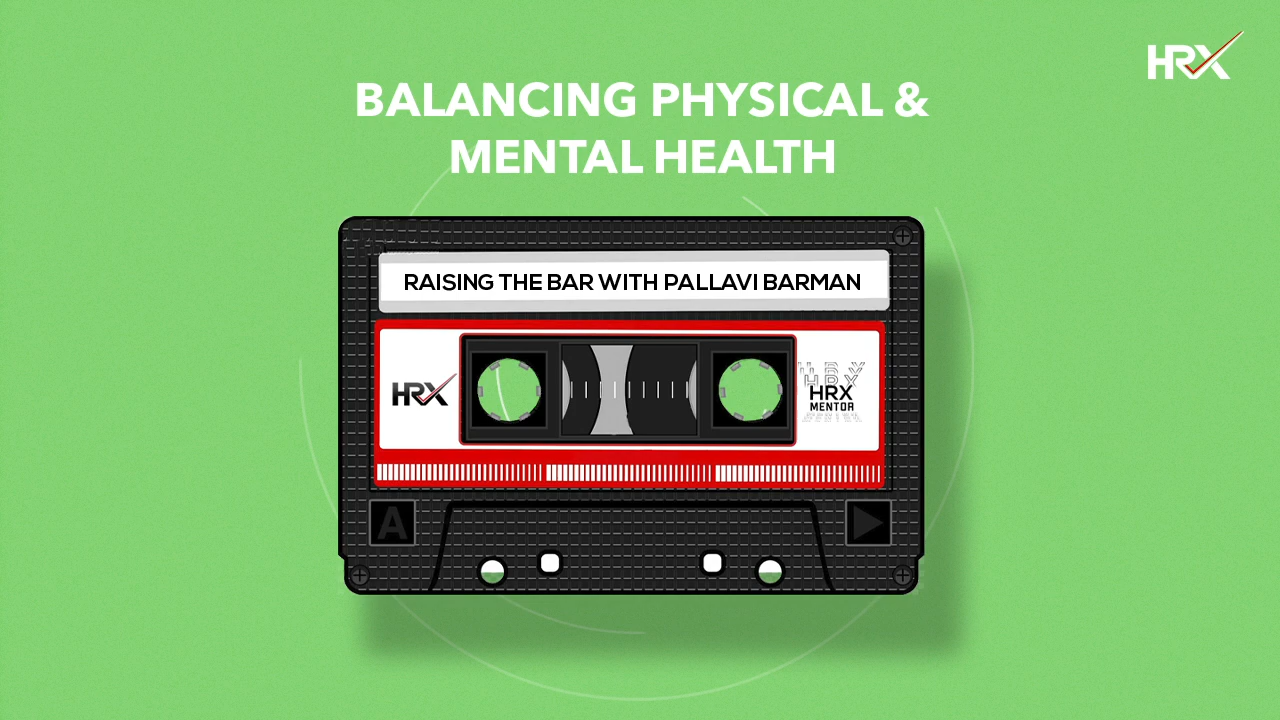 HRX
BALANCING PHYSICAL &
MENTAL HEALTH
RAISING THE BAR WITH PALLAVI BARMAN
HRX
HRX
MENTOR
A